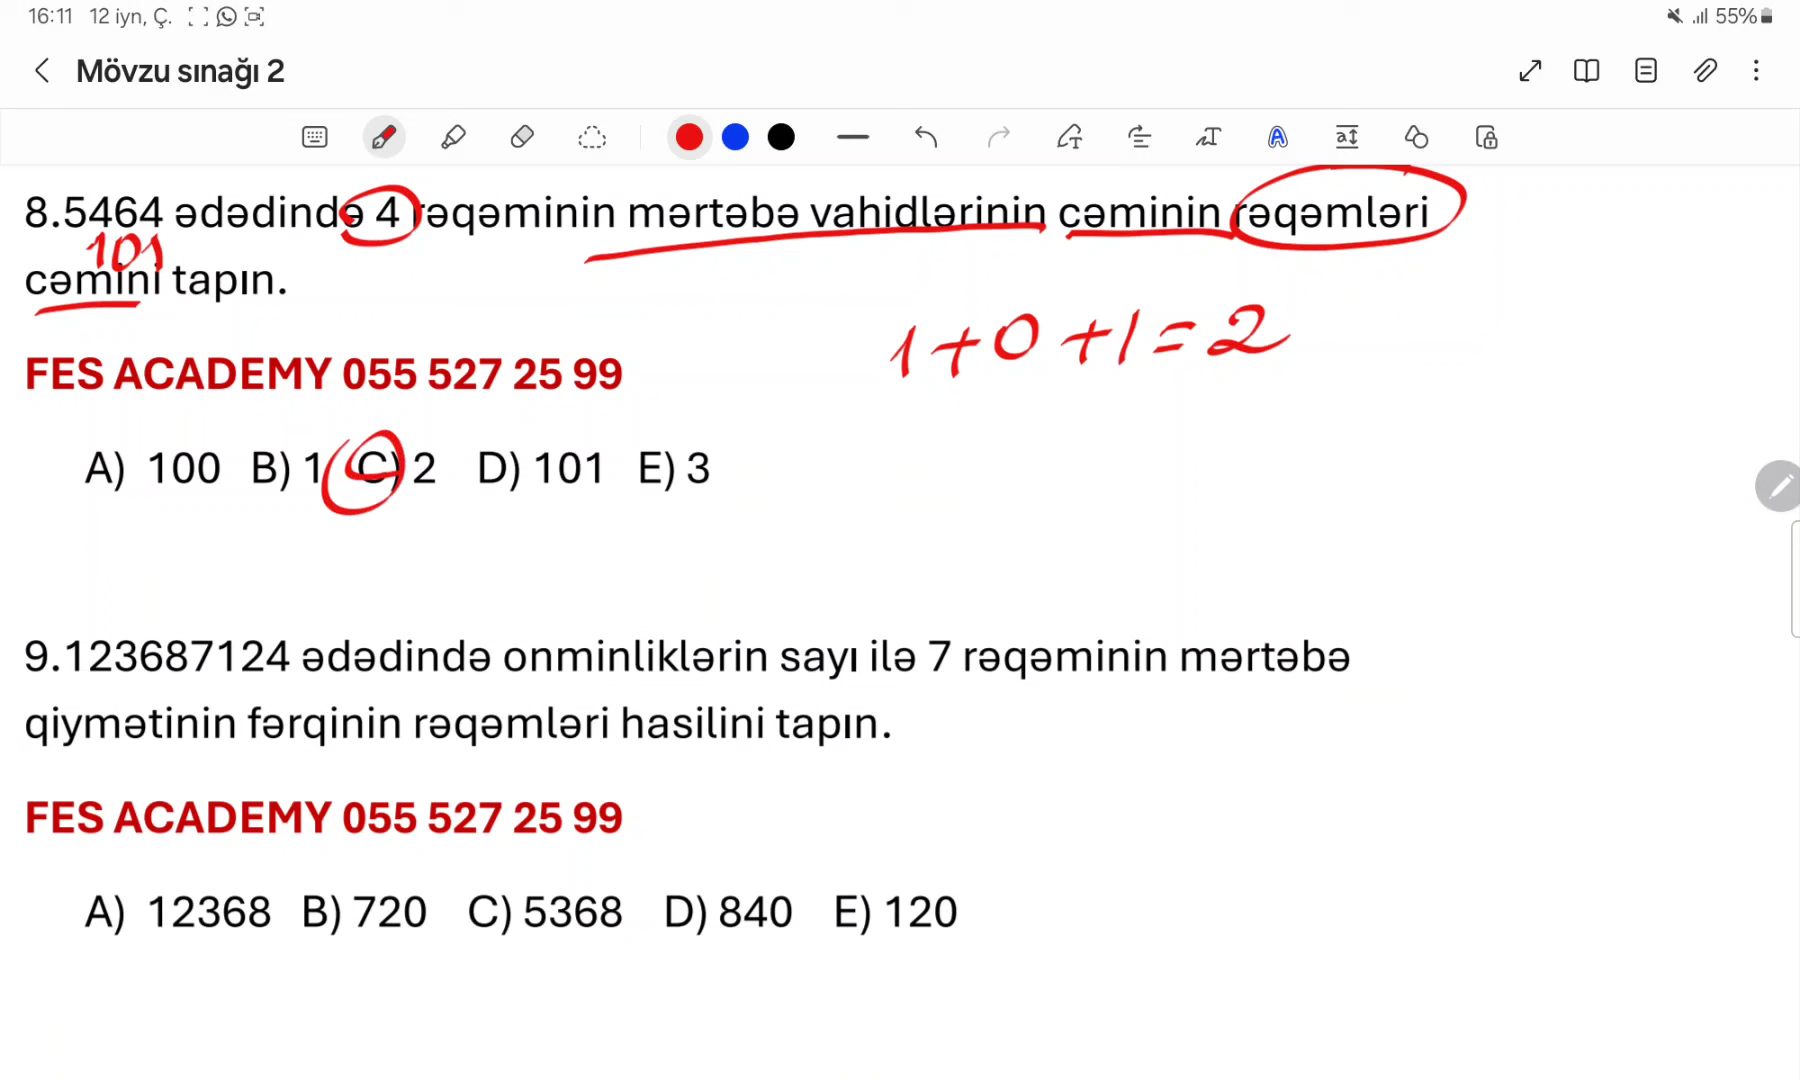 16:11 12 iyn, Ç. 55%
Mövzu sınağı 2
8.5464 ədədində 4 rəqəminin mərtəbə vahidlərinin cəminin rəqəmləri
101
cəmini tapın.
1+0+1=2
FES ACADEMY 055 527 25 99
A) 100 B) 1 C) 2 D) 101 E) 3
9.123687124 ədədində onminliklərin sayı ilə 7 rəqəminin mərtəbə
qiymətinin fərqinin rəqəmləri hasilini tapın.
FES ACADEMY 055 527 25 99
A) 12368 B) 720 C) 5368 D) 840 E) 120